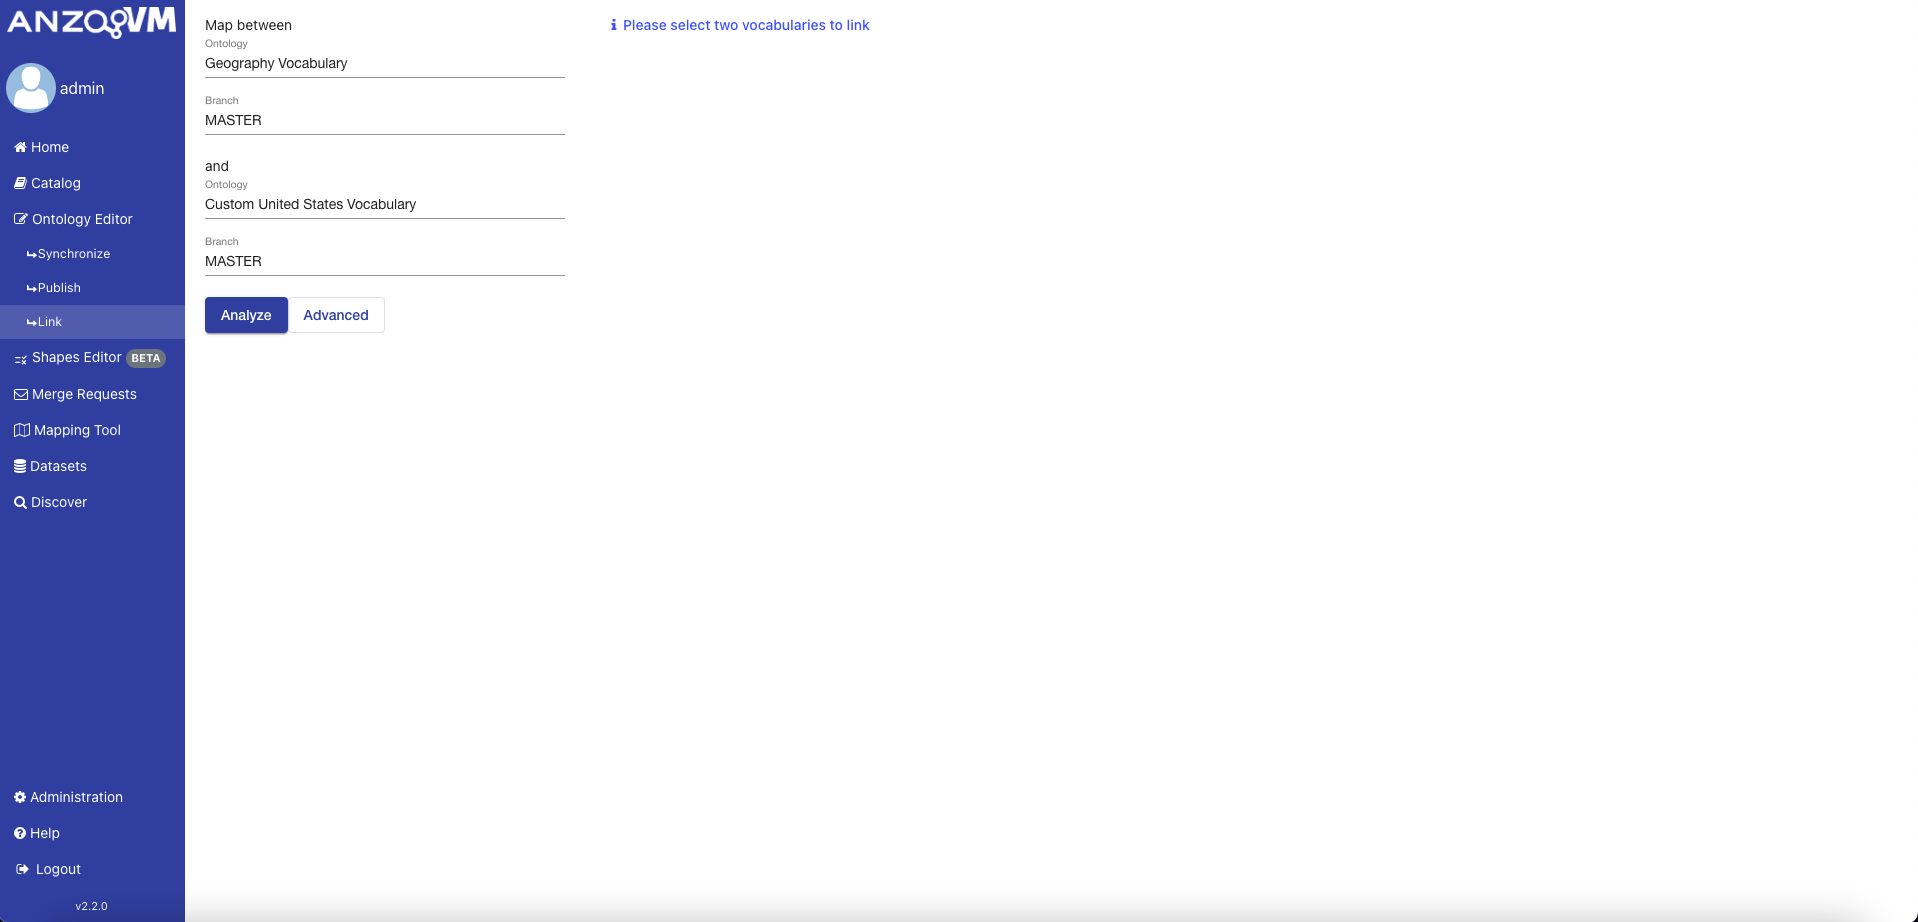 ANZO VM
admin
Home
Catalog
Ontology Editor
Synchronize
Publish
Link
Shapes Editor BETA
Merge Requests
Mapping Tool
Datasets
Discover
Administration
Help
Logout
v2.2.0
Map between
Ontology
Geography Vocabulary
Branch
MASTER
and
Ontology
Custom United States Vocabulary
Branch
MASTER
Analyze Advanced
Please select two vocabularies to link